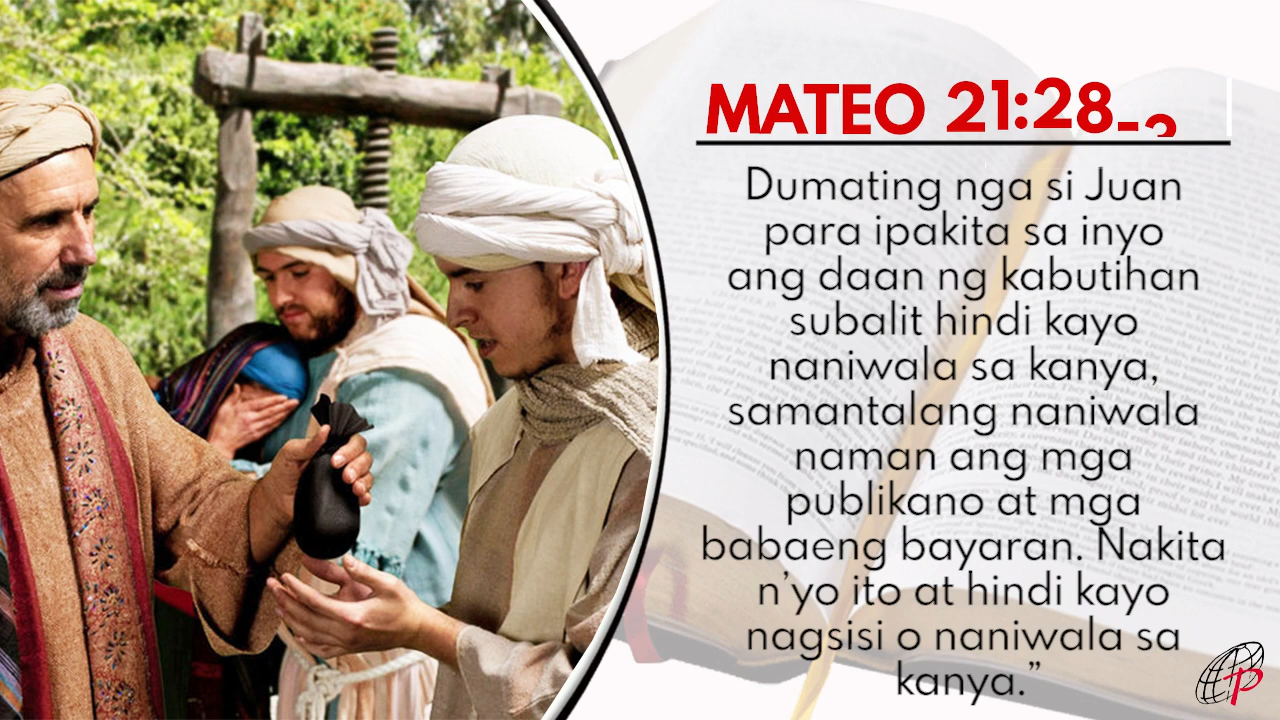 MATEO 21:28
Dumating nga si Juan
para ipakita sa inyo
ang daan ng kabutihan
subalit hindi kayo
naniwala sa kanya,
samantalang naniwala
naman ang mga
publikano at mga
babaeng bayaran. Nakita
n’yo ito at hindi kayo
nagsisi o naniwala sa
kanya.”